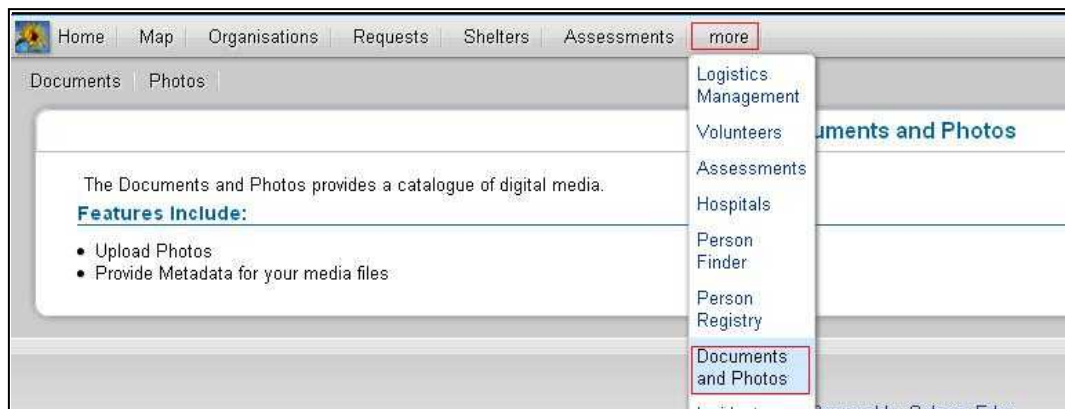 Home Map Organisations Requests Shelters Assessments more
Documents Photos
Logistics
Management
Volunteers
Assessments
Hospitals
Person
Finder
Person
Registry
Documents
and Photos
and Photos
The Documents and Photos provides a catalogue of digital media.
Features Include:
• Upload Photos
• Provide Metadata for your media files